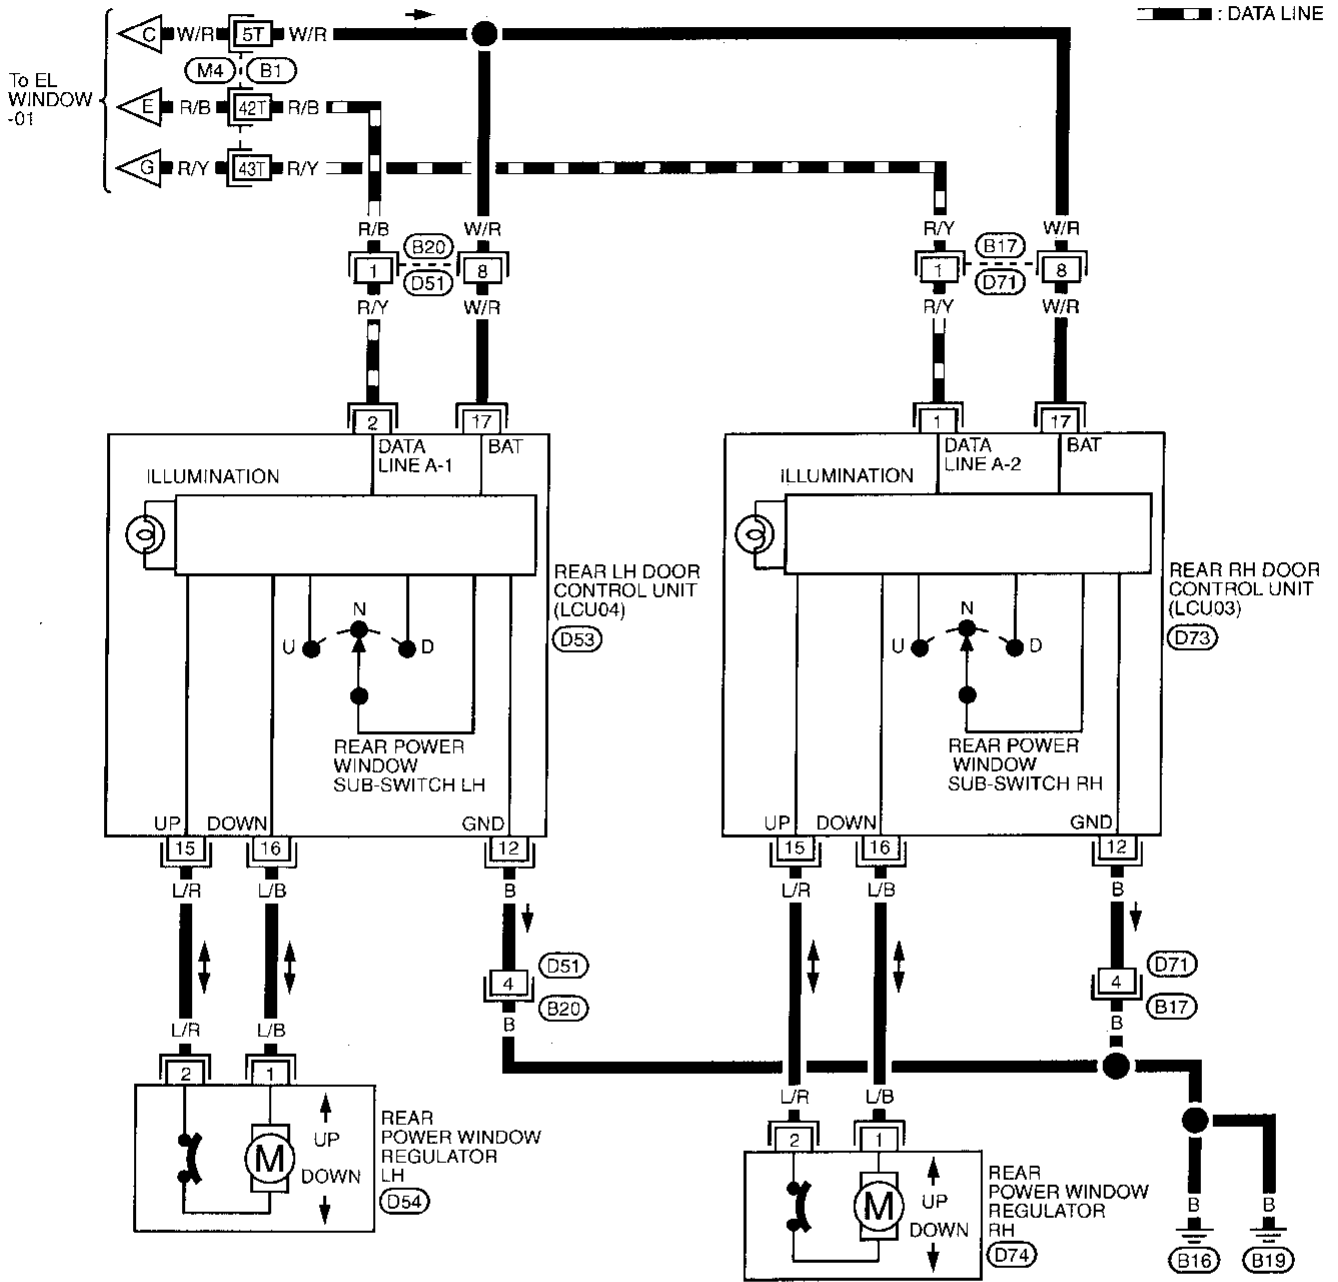 : DATA LINE
C W/R 5T W/R
M4 B1
To EL
WINDOW
-01
E R/B 42T R/B
G R/Y 43T R/Y
R/B W/R R/Y W/R
B20 B17
1 8 1 8
D51 D71
R/Y W/R R/Y W/R
2 17 1 17
DATA
LINE A-1
BAT
DATA
LINE A-2
BAT
ILLUMINATION
ILLUMINATION
REAR LH DOOR
CONTROL UNIT
(LCU04)
D53
REAR RH DOOR
CONTROL UNIT
(LCU03)
D73
N
U D
N
U D
REAR POWER
WINDOW
SUB-SWITCH LH
REAR POWER
WINDOW
SUB-SWITCH RH
UP DOWN GND
UP DOWN GND
15 16 12 15 16 12
L/R L/B B L/R L/B B
D51 D71
4 4
B20 B17
L/R L/B B B
2 1
L/R L/B
2 1
M
UP
DOWN
REAR
POWER WINDOW
REGULATOR
LH
D54
M
UP
DOWN
REAR
POWER WINDOW
REGULATOR
RH
D74
B B
B16 B19